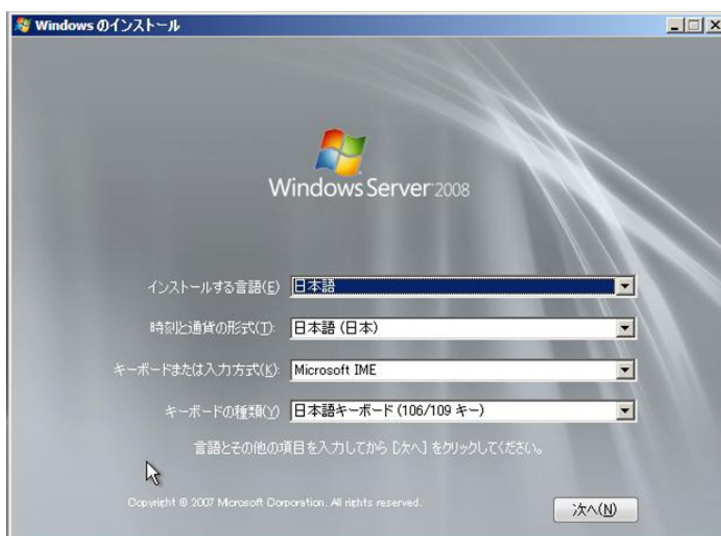 Windows のインストール
Windows Server 2008
インストールする言語(E) 日本語
時刻と通貨の形式(T): 日本語 (日本)
キーボードまたは入力方式(K): Microsoft IME
キーボードの種類(Y) 日本語キーボード (106/109 キー)
言語とその他の項目を入力してから [次へ] をクリックしてください。
Copyright © 2007 Microsoft Corporation. All rights reserved.
次へ(N)